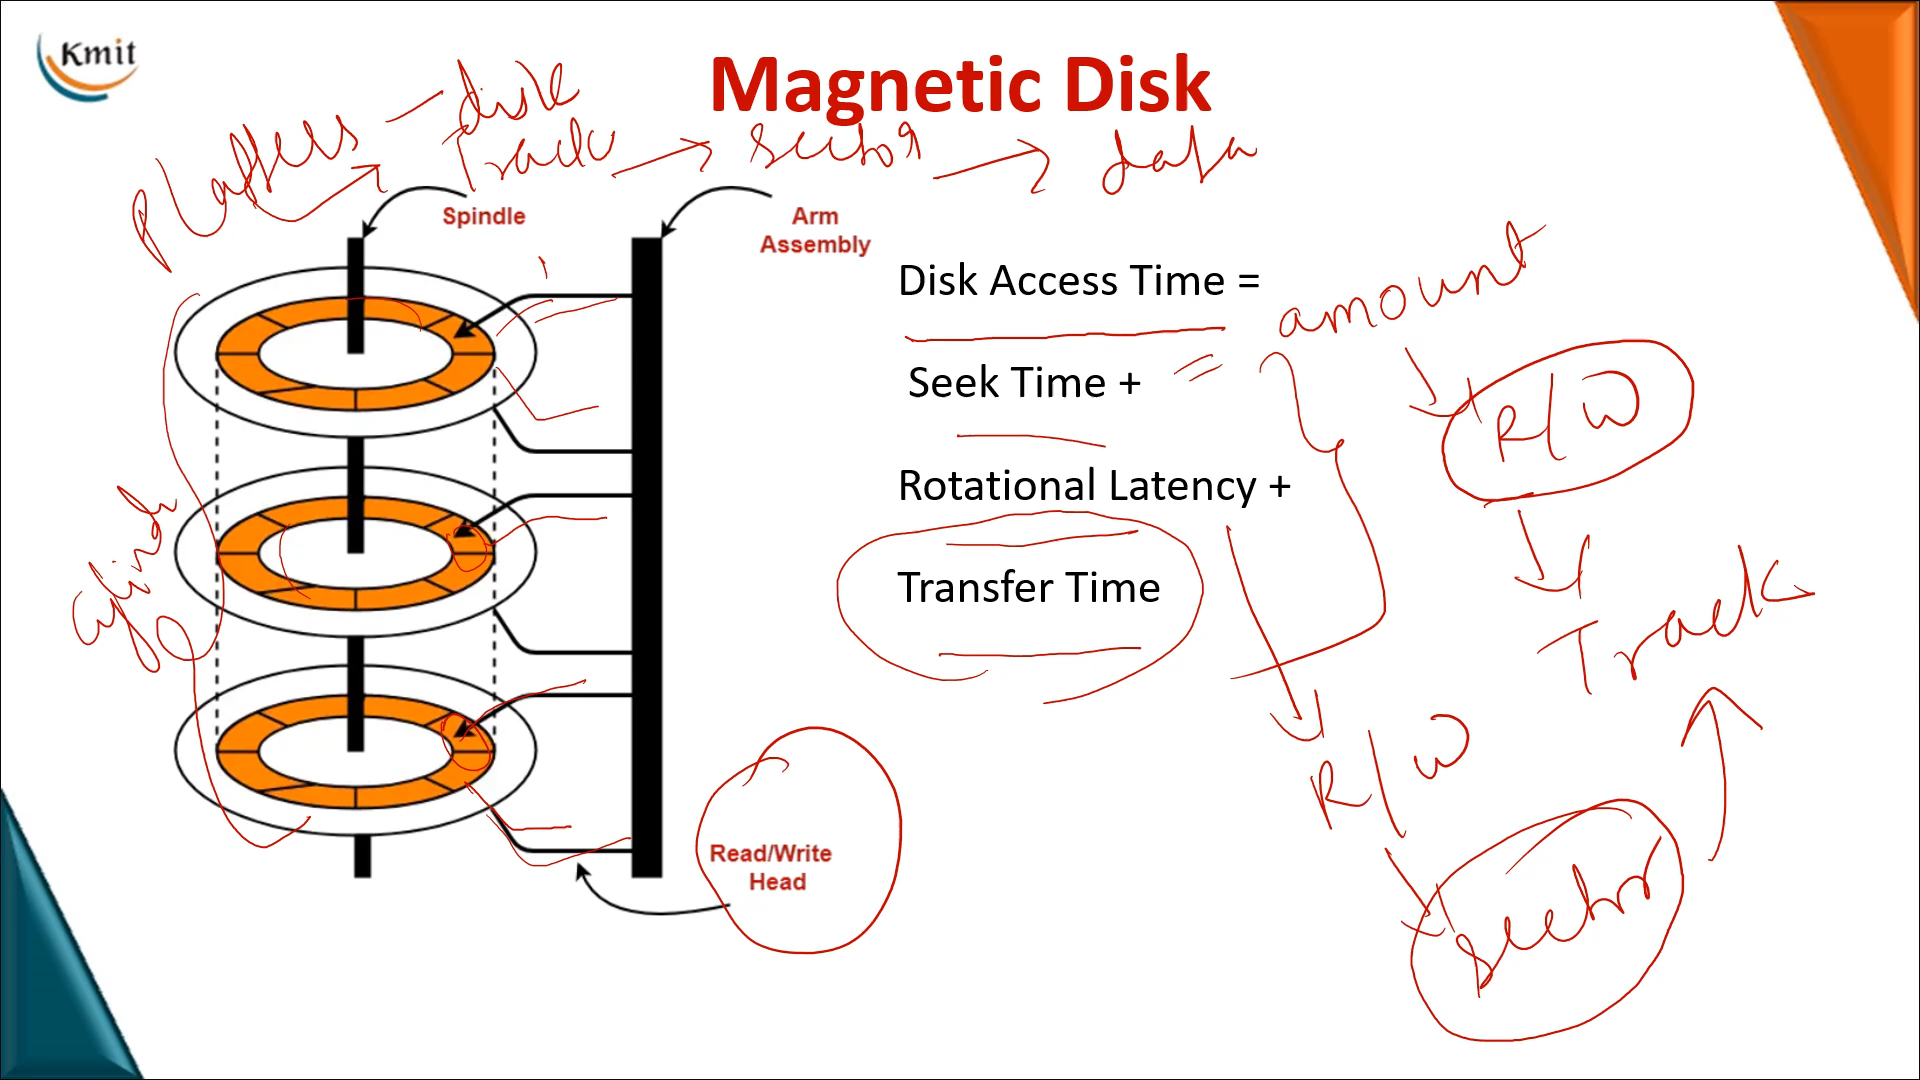 Kmit
Magnetic Disk
Platters – disk
Track → sector → data
Spindle
Arm
Assembly
Disk Access Time =
= amount
Seek Time +
R/W
Rotational Latency +
Transfer Time
Track
R/W
Read/Write
Head
sector